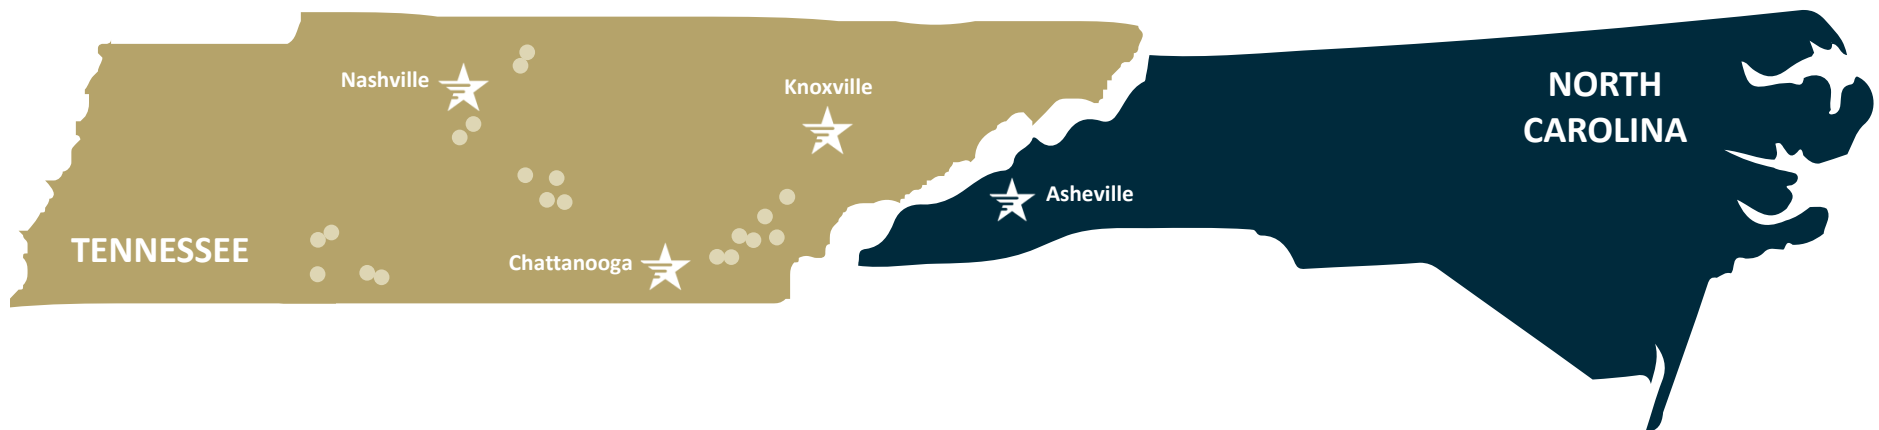 Nashville
Knoxville
NORTH
CAROLINA
Asheville
TENNESSEE
Chattanooga